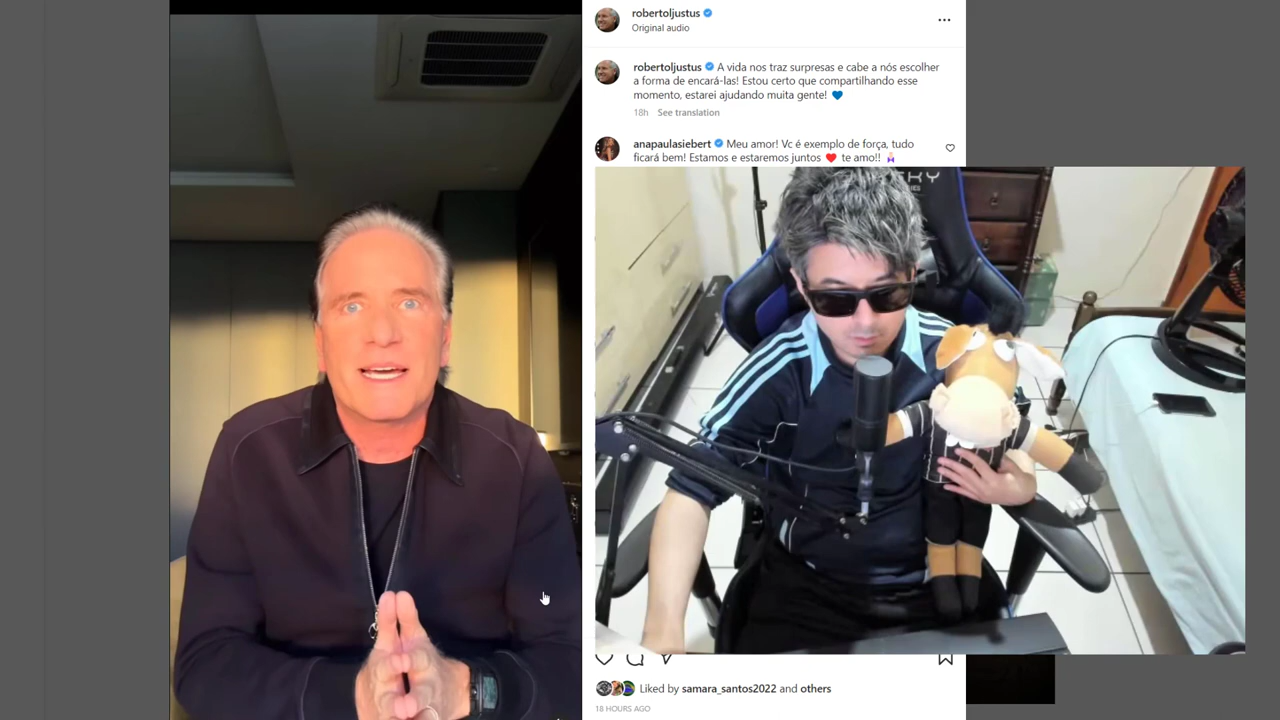 robertoljustus
Original audio
robertoljustus A vida nos traz surpresas e cabe a nós escolher
a forma de encará-las! Estou certo que compartilhando esse
momento, estarei ajudando muita gente! 💙
18h See translation
anapaulasiebert Meu amor! Vc é exemplo de força, tudo
ficará bem! Estamos e estaremos juntos ❤️ te amo!!
Liked by samara_santos2022 and others
18 HOURS AGO